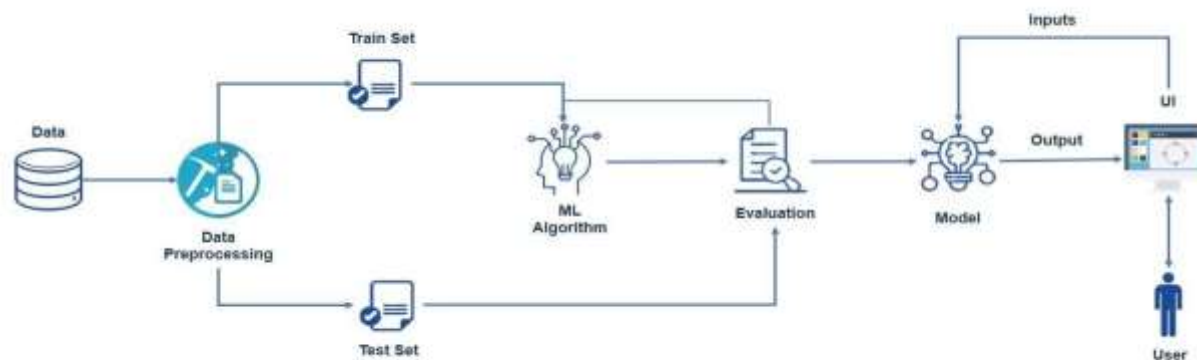 Inputs
Train Set
UI
Data
Output
ML
Algorithm
Evaluation
Model
Data
Preprocessing
Test Set
User